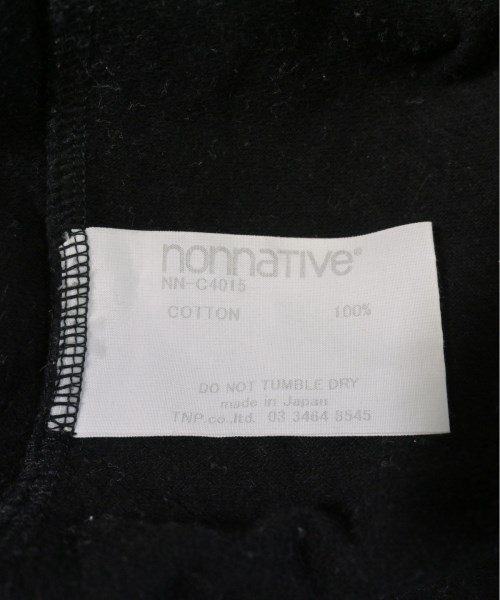 nonnative®
NN-C4015
COTTON 100%
DO NOT TUMBLE DRY
made in Japan
TNP.co.,ltd. 03 3464 8545